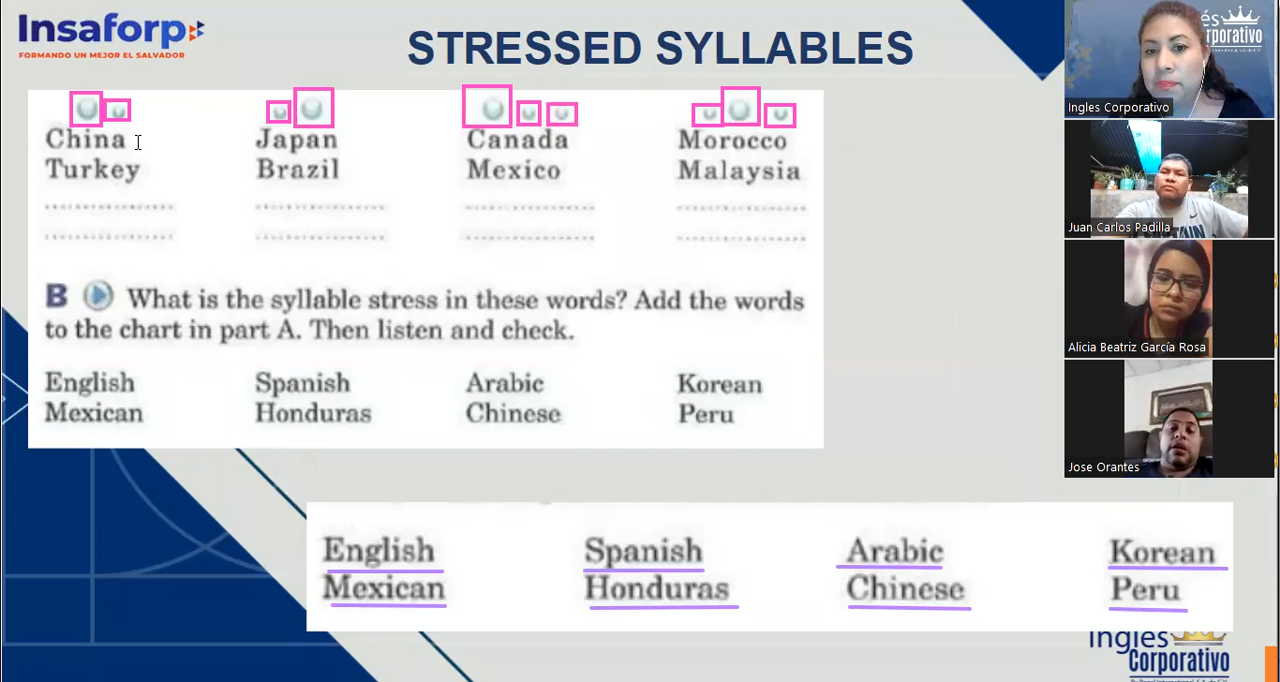 Insaforp
FORMANDO UN MEJOR EL SALVADOR
STRESSED SYLLABLES
China Japan Canada Morocco
Turkey Brazil Mexico Malaysia
B What is the syllable stress in these words? Add the words
to the chart in part A. Then listen and check.
English Spanish Arabic Korean
Mexican Honduras Chinese Peru
English Spanish Arabic Korean
Mexican Honduras Chinese Peru
Ingles
Corporativo
Ingles Corporativo
Juan Carlos Padilla
Alicia Beatriz García Rosa
Jose Orantes